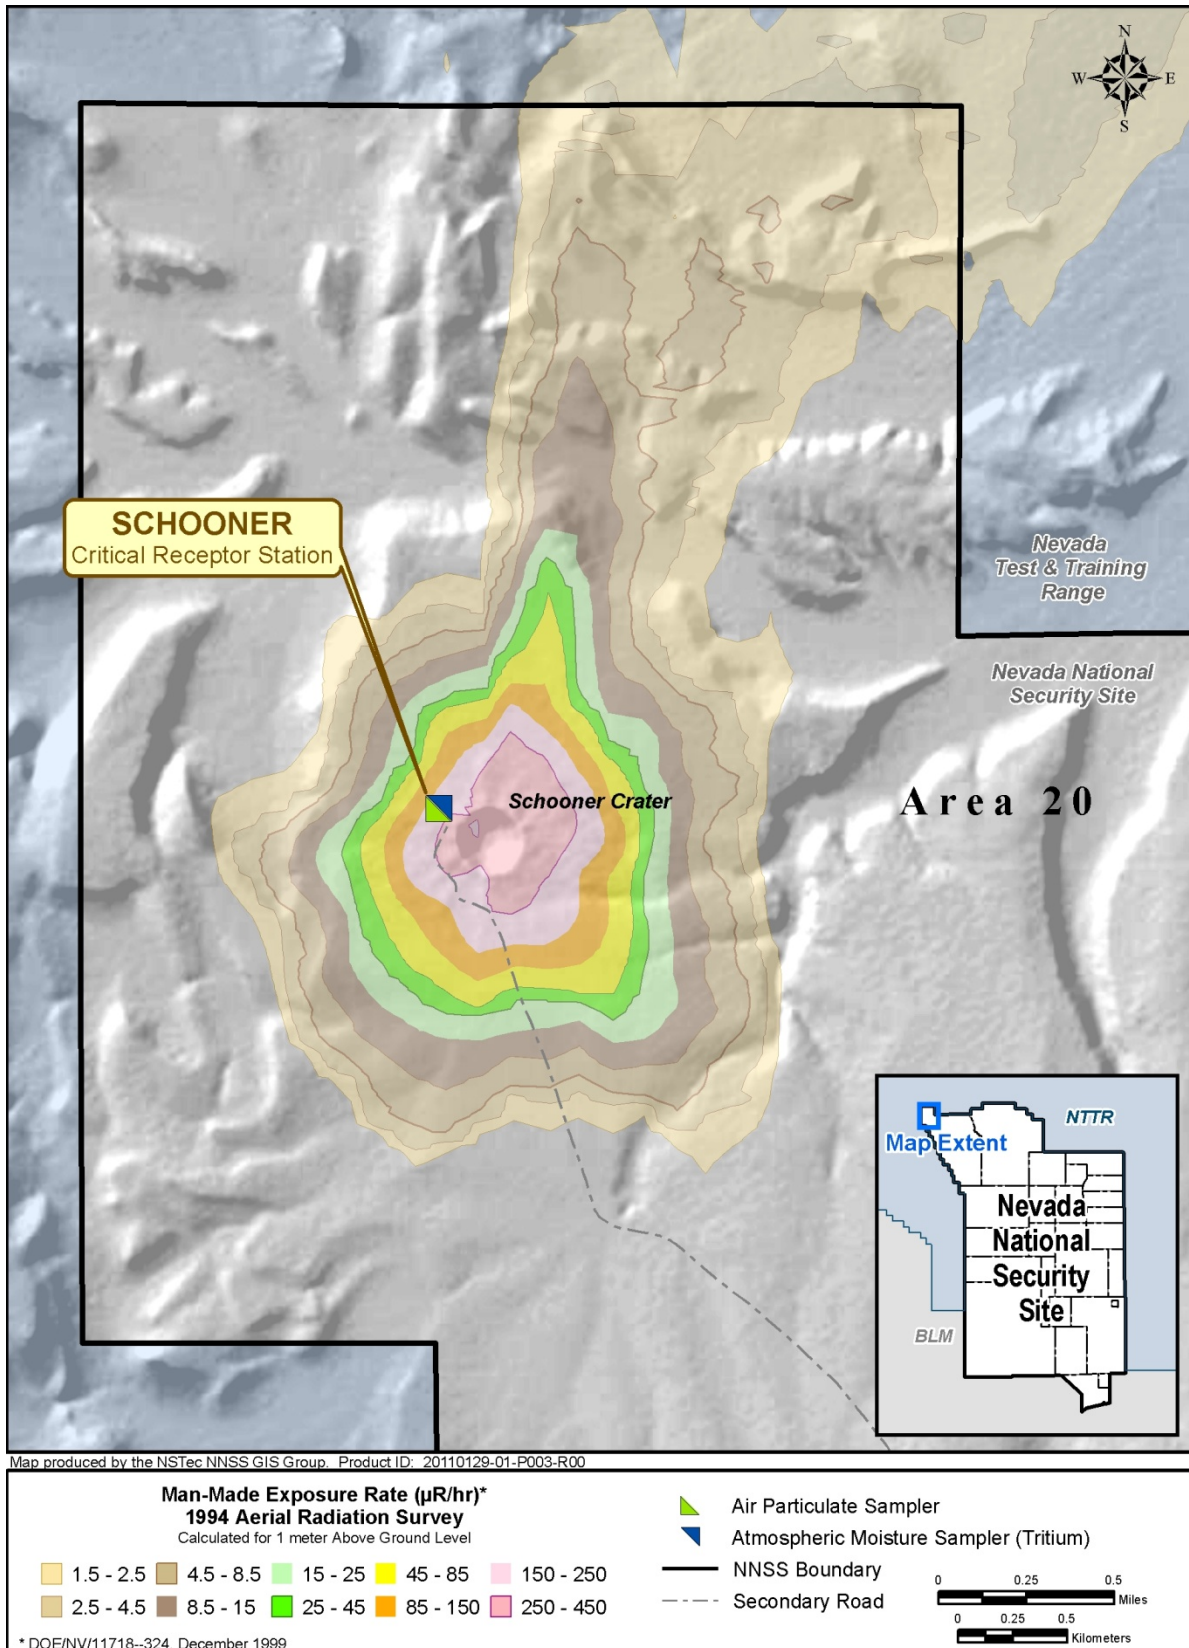 N
W E
S
SCHOONER
Critical Receptor Station
Nevada
Test & Training
Range
Nevada National
Security Site
Schooner Crater
Area 20
NTTR
Map Extent
Nevada
National
Security
Site
BLM
Map produced by the NSTec NNSS GIS Group. Product ID: 20110129-01-P003-R00
Man-Made Exposure Rate (µR/hr)*
1994 Aerial Radiation Survey
Calculated for 1 meter Above Ground Level
1.5 - 2.5 4.5 - 8.5 15 - 25 45 - 85 150 - 250
2.5 - 4.5 8.5 - 15 25 - 45 85 - 150 250 - 450
* DOE/NV/11718--324, December 1999
Air Particulate Sampler
Atmospheric Moisture Sampler (Tritium)
NNSS Boundary
Secondary Road
0 0.25 0.5
Miles
0 0.25 0.5
Kilometers